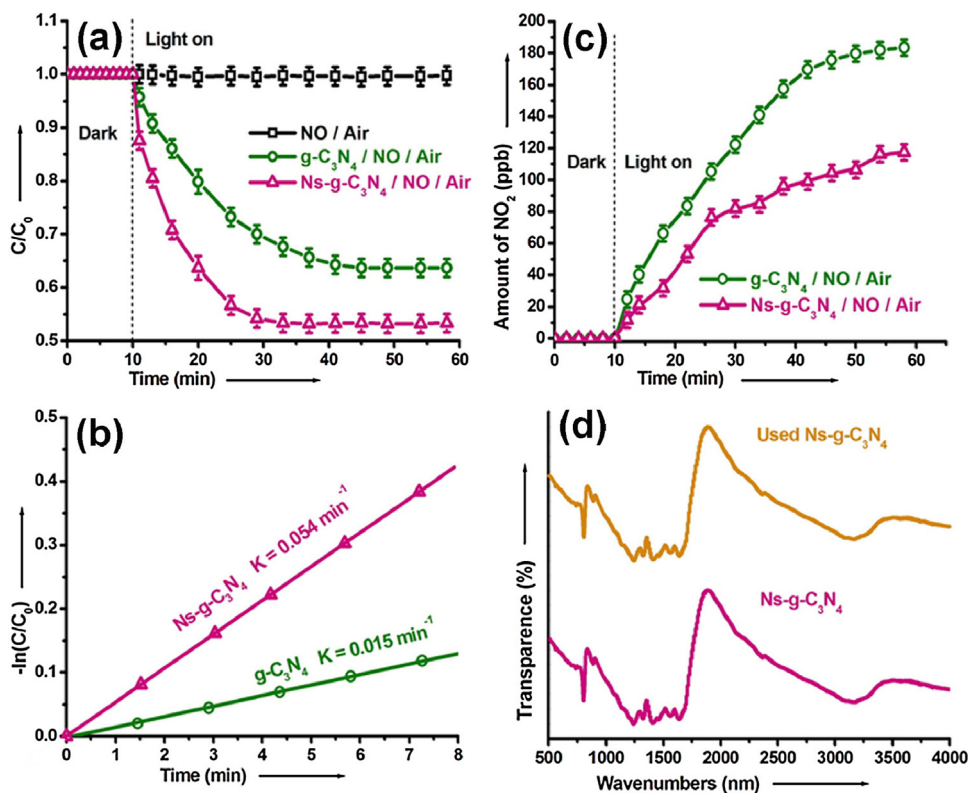 (a)
Light on
Dark
NO / Air
g-C₃N₄ / NO / Air
Ns-g-C₃N₄ / NO / Air
1.1
1.0
0.9
0.8
0.7
0.6
0.5
C/C₀
0 10 20 30 40 50 60
Time (min)
(c)
Dark
Light on
g-C₃N₄ / NO / Air
Ns-g-C₃N₄ / NO / Air
200
180
160
140
120
100
80
60
40
20
0
Amount of NO₂ (ppb)
0 10 20 30 40 50 60
Time (min)
(b)
Ns-g-C₃N₄ K = 0.054 min⁻¹
g-C₃N₄ K = 0.015 min⁻¹
0.5
0.4
0.3
0.2
0.1
0.0
-ln(C/C₀)
0 1 2 3 4 5 6 7 8
Time (min)
(d)
Used Ns-g-C₃N₄
Ns-g-C₃N₄
Transparence (%)
500 1000 1500 2000 2500 3000 3500 4000
Wavenumbers (nm)